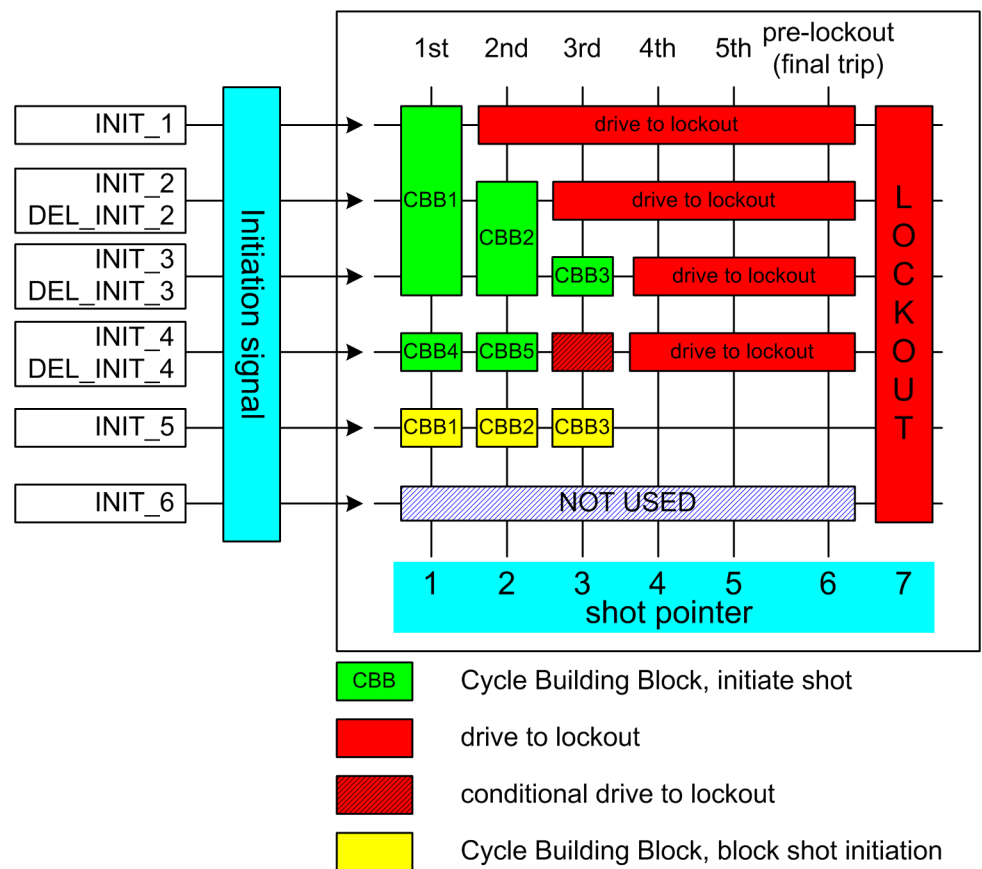 1st 2nd 3rd 4th 5th pre-lockout
(final trip)
INIT_1
drive to lockout
INIT_2
DEL_INIT_2
CBB1
drive to lockout
CBB2
INIT_3
DEL_INIT_3
CBB3
drive to lockout
INIT_4
DEL_INIT_4
CBB4
CBB5
drive to lockout
INIT_5
CBB1
CBB2
CBB3
INIT_6
NOT USED
Initiation signal
LOCKOUT
1 2 3 4 5 6 7
shot pointer
CBB
Cycle Building Block, initiate shot
drive to lockout
conditional drive to lockout
Cycle Building Block, block shot initiation